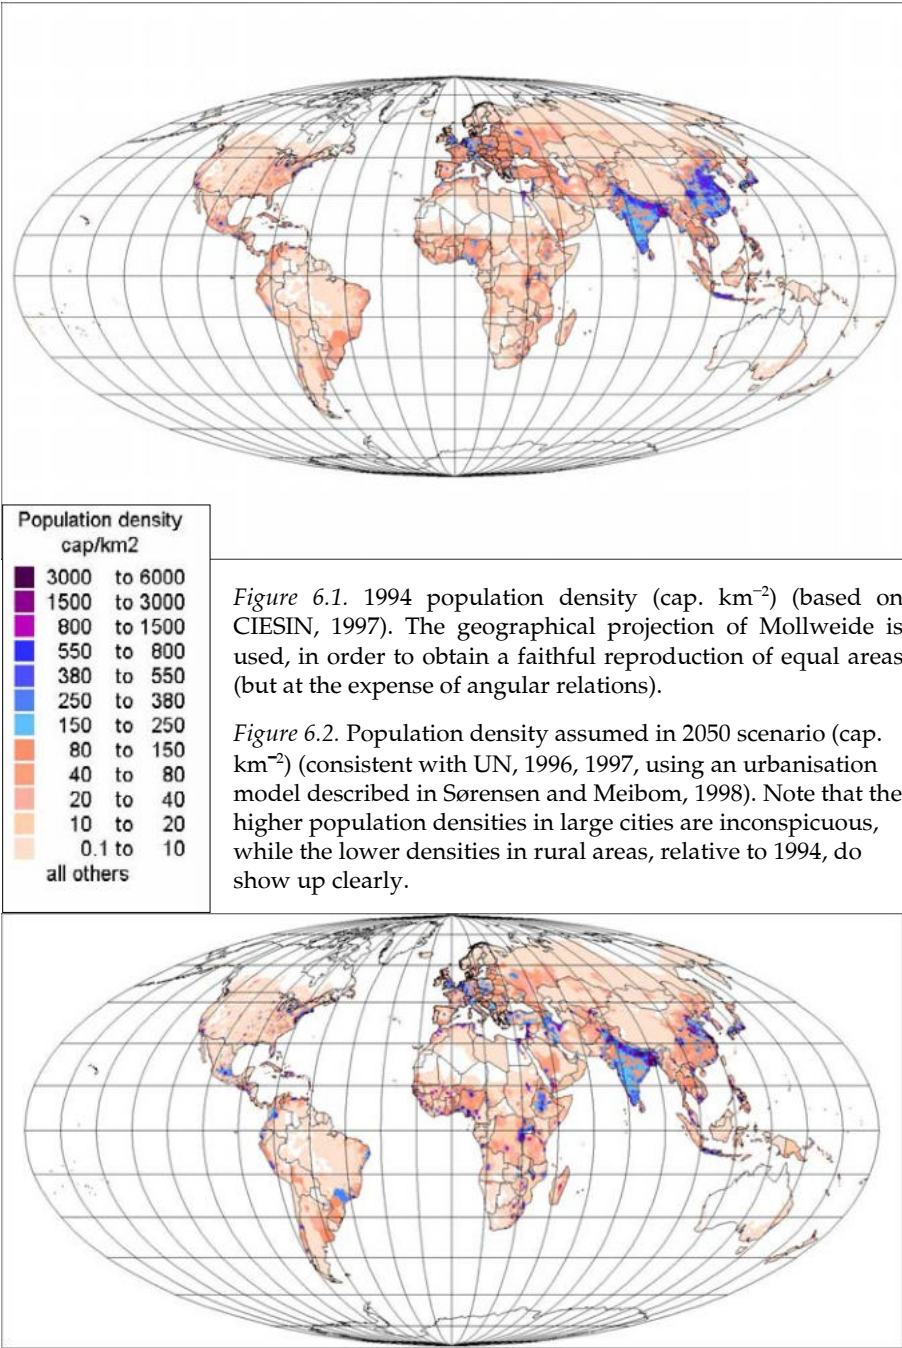 Population density
cap/km2
3000 to 6000
1500 to 3000
800 to 1500
550 to 800
380 to 550
250 to 380
150 to 250
80 to 150
40 to 80
20 to 40
10 to 20
0.1 to 10
all others
Figure 6.1. 1994 population density (cap. km⁻²) (based on
CIESIN, 1997). The geographical projection of Mollweide is
used, in order to obtain a faithful reproduction of equal areas
(but at the expense of angular relations).
Figure 6.2. Population density assumed in 2050 scenario (cap.
km⁻²) (consistent with UN, 1996, 1997, using an urbanisation
model described in Sørensen and Meibom, 1998). Note that the
higher population densities in large cities are inconspicuous,
while the lower densities in rural areas, relative to 1994, do
show up clearly.